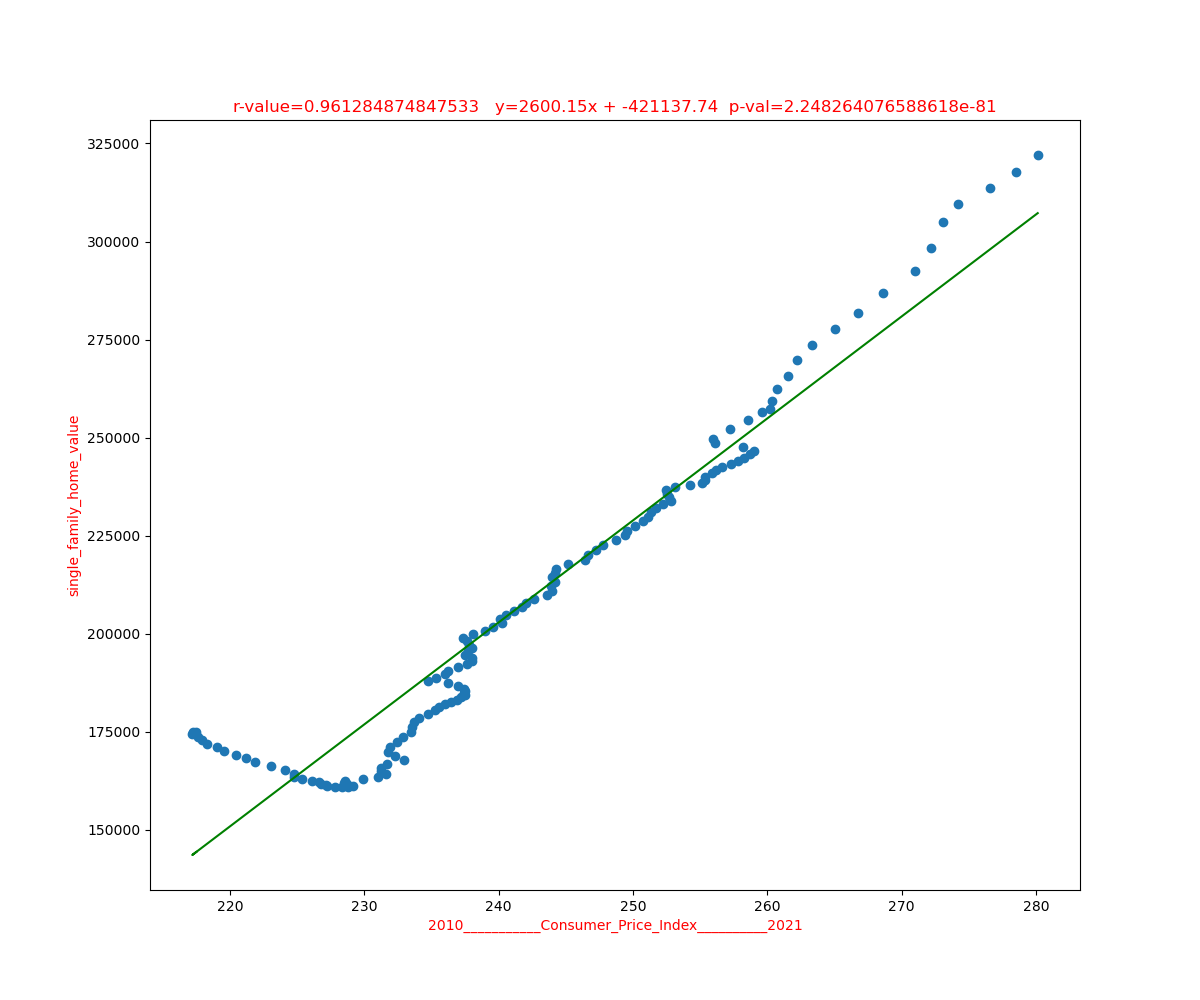 r-value=0.961284874847533   y=2600.15x + -421137.74  p-val=2.248264076588618e-81
325000
300000
275000
250000
225000
200000
175000
150000
single_family_home_value
220 230 240 250 260 270 280
2010___________Consumer_Price_Index__________2021